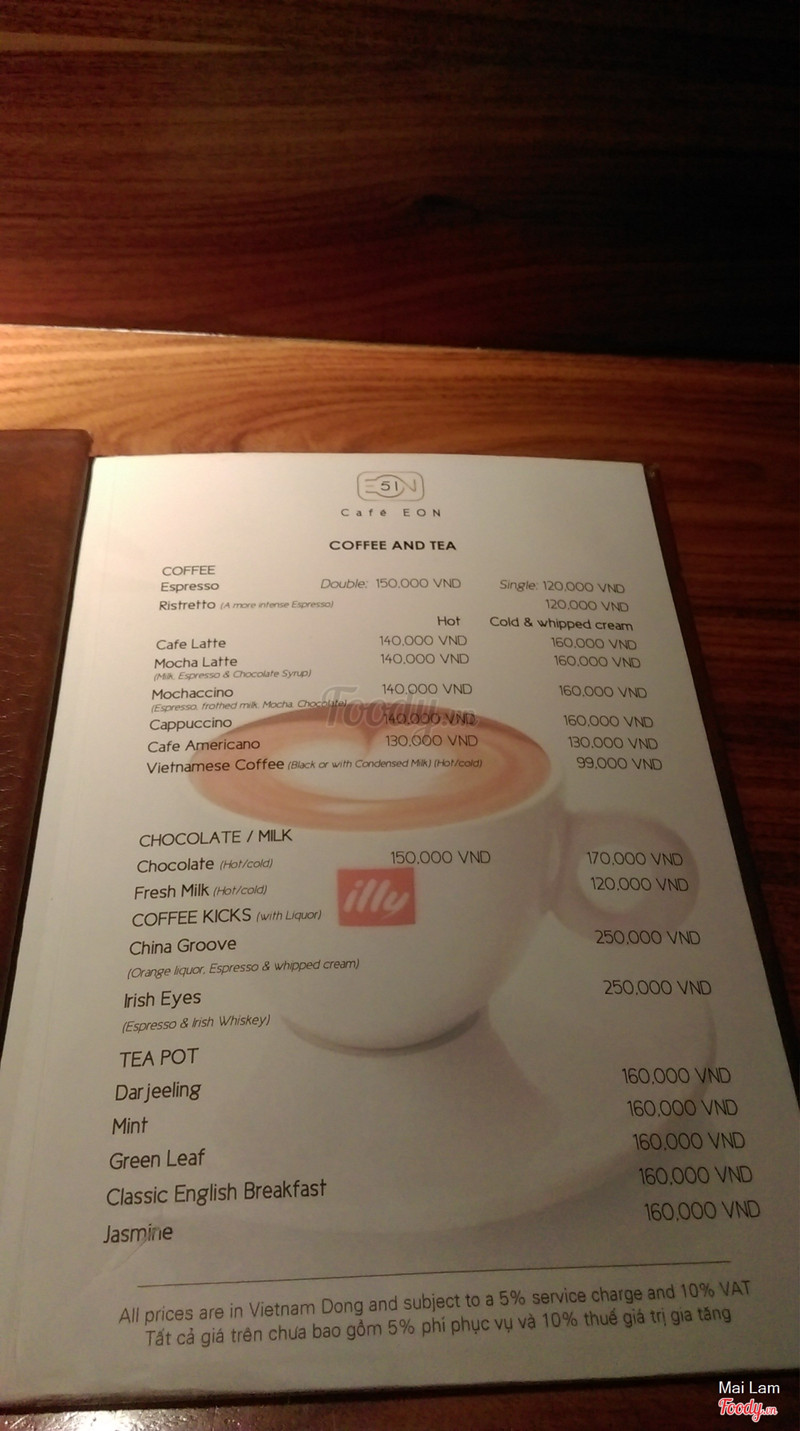 51
Café EON
COFFEE AND TEA
COFFEE
Espresso Double: 150,000 VND Single: 120,000 VND
Ristretto (A more intense Espresso) 120,000 VND
Hot Cold & whipped cream
Cafe Latte 140,000 VND 160,000 VND
Mocha Latte 140,000 VND 160,000 VND
(Milk, Espresso & Chocolate Syrup)
Mochaccino 140,000 VND 160,000 VND
(Espresso, frothed milk, Mocha, Chocolate)
Foody.vn
Cappuccino 140,000 VND 160,000 VND
Cafe Americano 130,000 VND 130,000 VND
Vietnamese Coffee (Black or with Condensed Milk) (Hot/cold) 99,000 VND
CHOCOLATE / MILK
Chocolate (Hot/cold) 150,000 VND 170,000 VND
Fresh Milk (Hot/cold) 120,000 VND
illy
COFFEE KICKS (with Liquor)
China Groove 250,000 VND
(Orange liquor, Espresso & whipped cream)
Irish Eyes 250,000 VND
(Espresso & Irish Whiskey)
TEA POT
Darjeeling 160,000 VND
Mint 160,000 VND
Green Leaf 160,000 VND
Classic English Breakfast 160,000 VND
Jasmine 160,000 VND
All prices are in Vietnam Dong and subject to a 5% service charge and 10% VAT
Tất cả giá trên chưa bao gồm 5% phí phục vụ và 10% thuế giá trị gia tăng
Mai Lam
Foody.vn